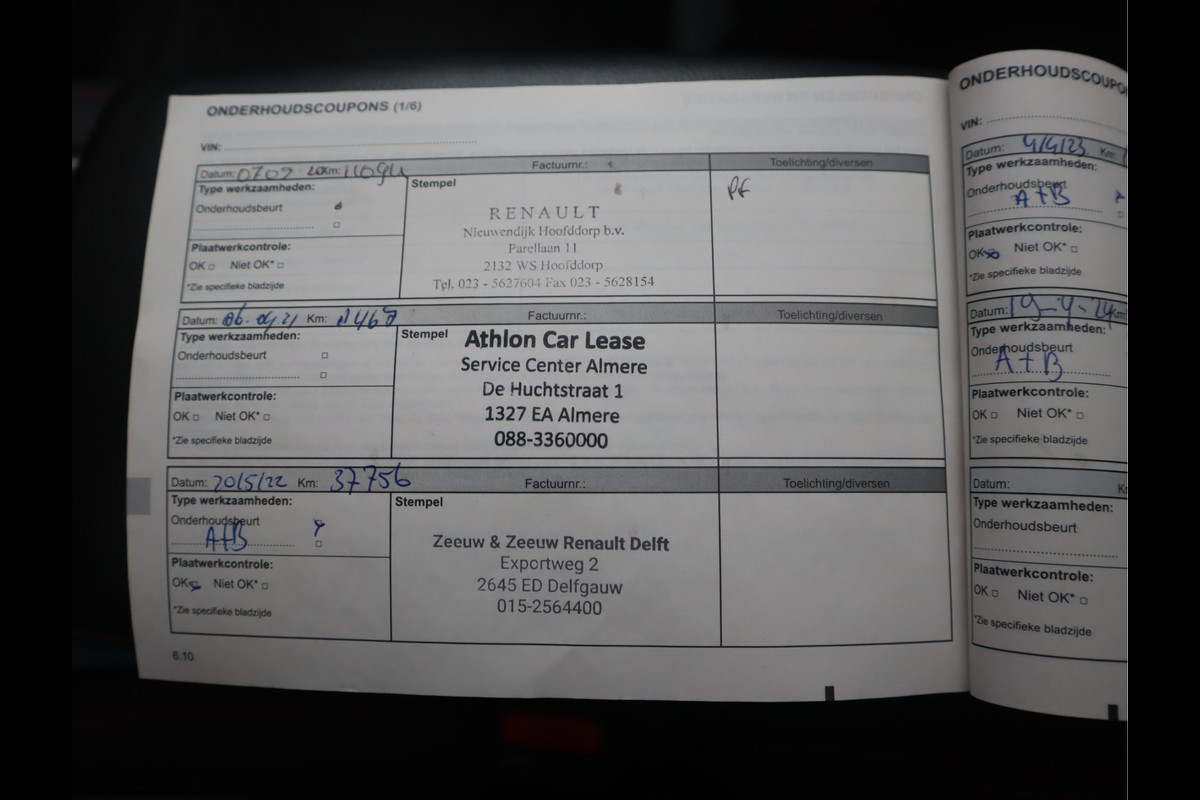 ONDERHOUDSCOUPONS (1/6)
VIN:
Datum: Km: Factuurnr.: Toelichting/diversen
Type werkzaamheden:
Onderhoudsbeurt
Stempel
RENAULT
Nieuwendijk Hoofddorp b.v.
Parellaan 11
2132 WS Hoofddorp
Tel. 023 - 5627604 Fax 023 - 5628154
Plaatwerkcontrole:
OK Niet OK*
*Zie specifieke bladzijde
Datum: Km: Factuurnr.: Toelichting/diversen
Type werkzaamheden:
Onderhoudsbeurt
Stempel
Athlon Car Lease
Service Center Almere
De Huchtstraat 1
1327 EA Almere
088-3360000
Plaatwerkcontrole:
OK Niet OK*
*Zie specifieke bladzijde
Datum: 20/5/22 Km: 37756 Factuurnr.: Toelichting/diversen
Type werkzaamheden:
Onderhoudsbeurt
A+B
Stempel
Zeeuw & Zeeuw Renault Delft
Exportweg 2
2645 ED Delfgauw
015-2564400
Plaatwerkcontrole:
OK Niet OK*
*Zie specifieke bladzijde
6.10
VIN:
Datum: 4/4/23 Km:
Type werkzaamheden:
Onderhoudsbeurt
A+B
Plaatwerkcontrole:
OK Niet OK*
*Zie specifieke bladzijde
Datum: 19-4-24 Km:
Type werkzaamheden:
Onderhoudsbeurt
A+B
Plaatwerkcontrole:
OK Niet OK*
*Zie specifieke bladzijde
Datum:
Type werkzaamheden:
Onderhoudsbeurt
Plaatwerkcontrole:
OK Niet OK*
*Zie specifieke bladzijde